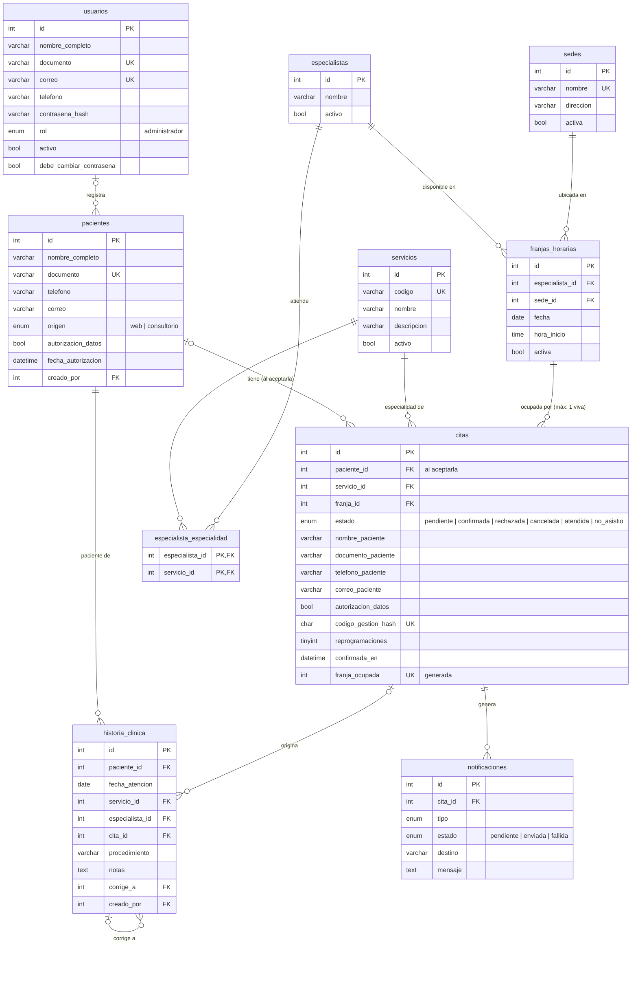 usuarios
int id PK
varchar nombre_completo
varchar documento UK
varchar correo UK
varchar telefono
varchar contrasena_hash
enum rol administrador
bool activo
bool debe_cambiar_contrasena
especialistas
int id PK
varchar nombre
bool activo
sedes
int id PK
varchar nombre UK
varchar direccion
bool activa
registra
disponible en
ubicada en
pacientes
int id PK
varchar nombre_completo
varchar documento UK
varchar telefono
varchar correo
enum origen web | consultorio
bool autorizacion_datos
datetime fecha_autorizacion
int creado_por FK
atiende
servicios
int id PK
varchar codigo UK
varchar nombre
varchar descripcion
bool activo
franjas_horarias
int id PK
int especialista_id FK
int sede_id FK
date fecha
time hora_inicio
bool activa
tiene (al aceptarla)
especialidad de
ocupada por (máx. 1 viva)
citas
int id PK
int paciente_id FK al aceptarla
int servicio_id FK
int franja_id FK
enum estado pendiente | confirmada | rechazada | cancelada | atendida | no_asistio
varchar nombre_paciente
varchar documento_paciente
varchar telefono_paciente
varchar correo_paciente
bool autorizacion_datos
char codigo_gestion_hash UK
tinyint reprogramaciones
datetime confirmada_en
int franja_ocupada UK generada
especialista_especialidad
int especialista_id PK,FK
int servicio_id PK,FK
paciente de
genera
origina
historia_clinica
int id PK
int paciente_id FK
date fecha_atencion
int servicio_id FK
int especialista_id FK
int cita_id FK
varchar procedimiento
text notas
int corrige_a FK
int creado_por FK
notificaciones
int id PK
int cita_id FK
enum tipo
enum estado pendiente | enviada | fallida
varchar destino
text mensaje
corrige a